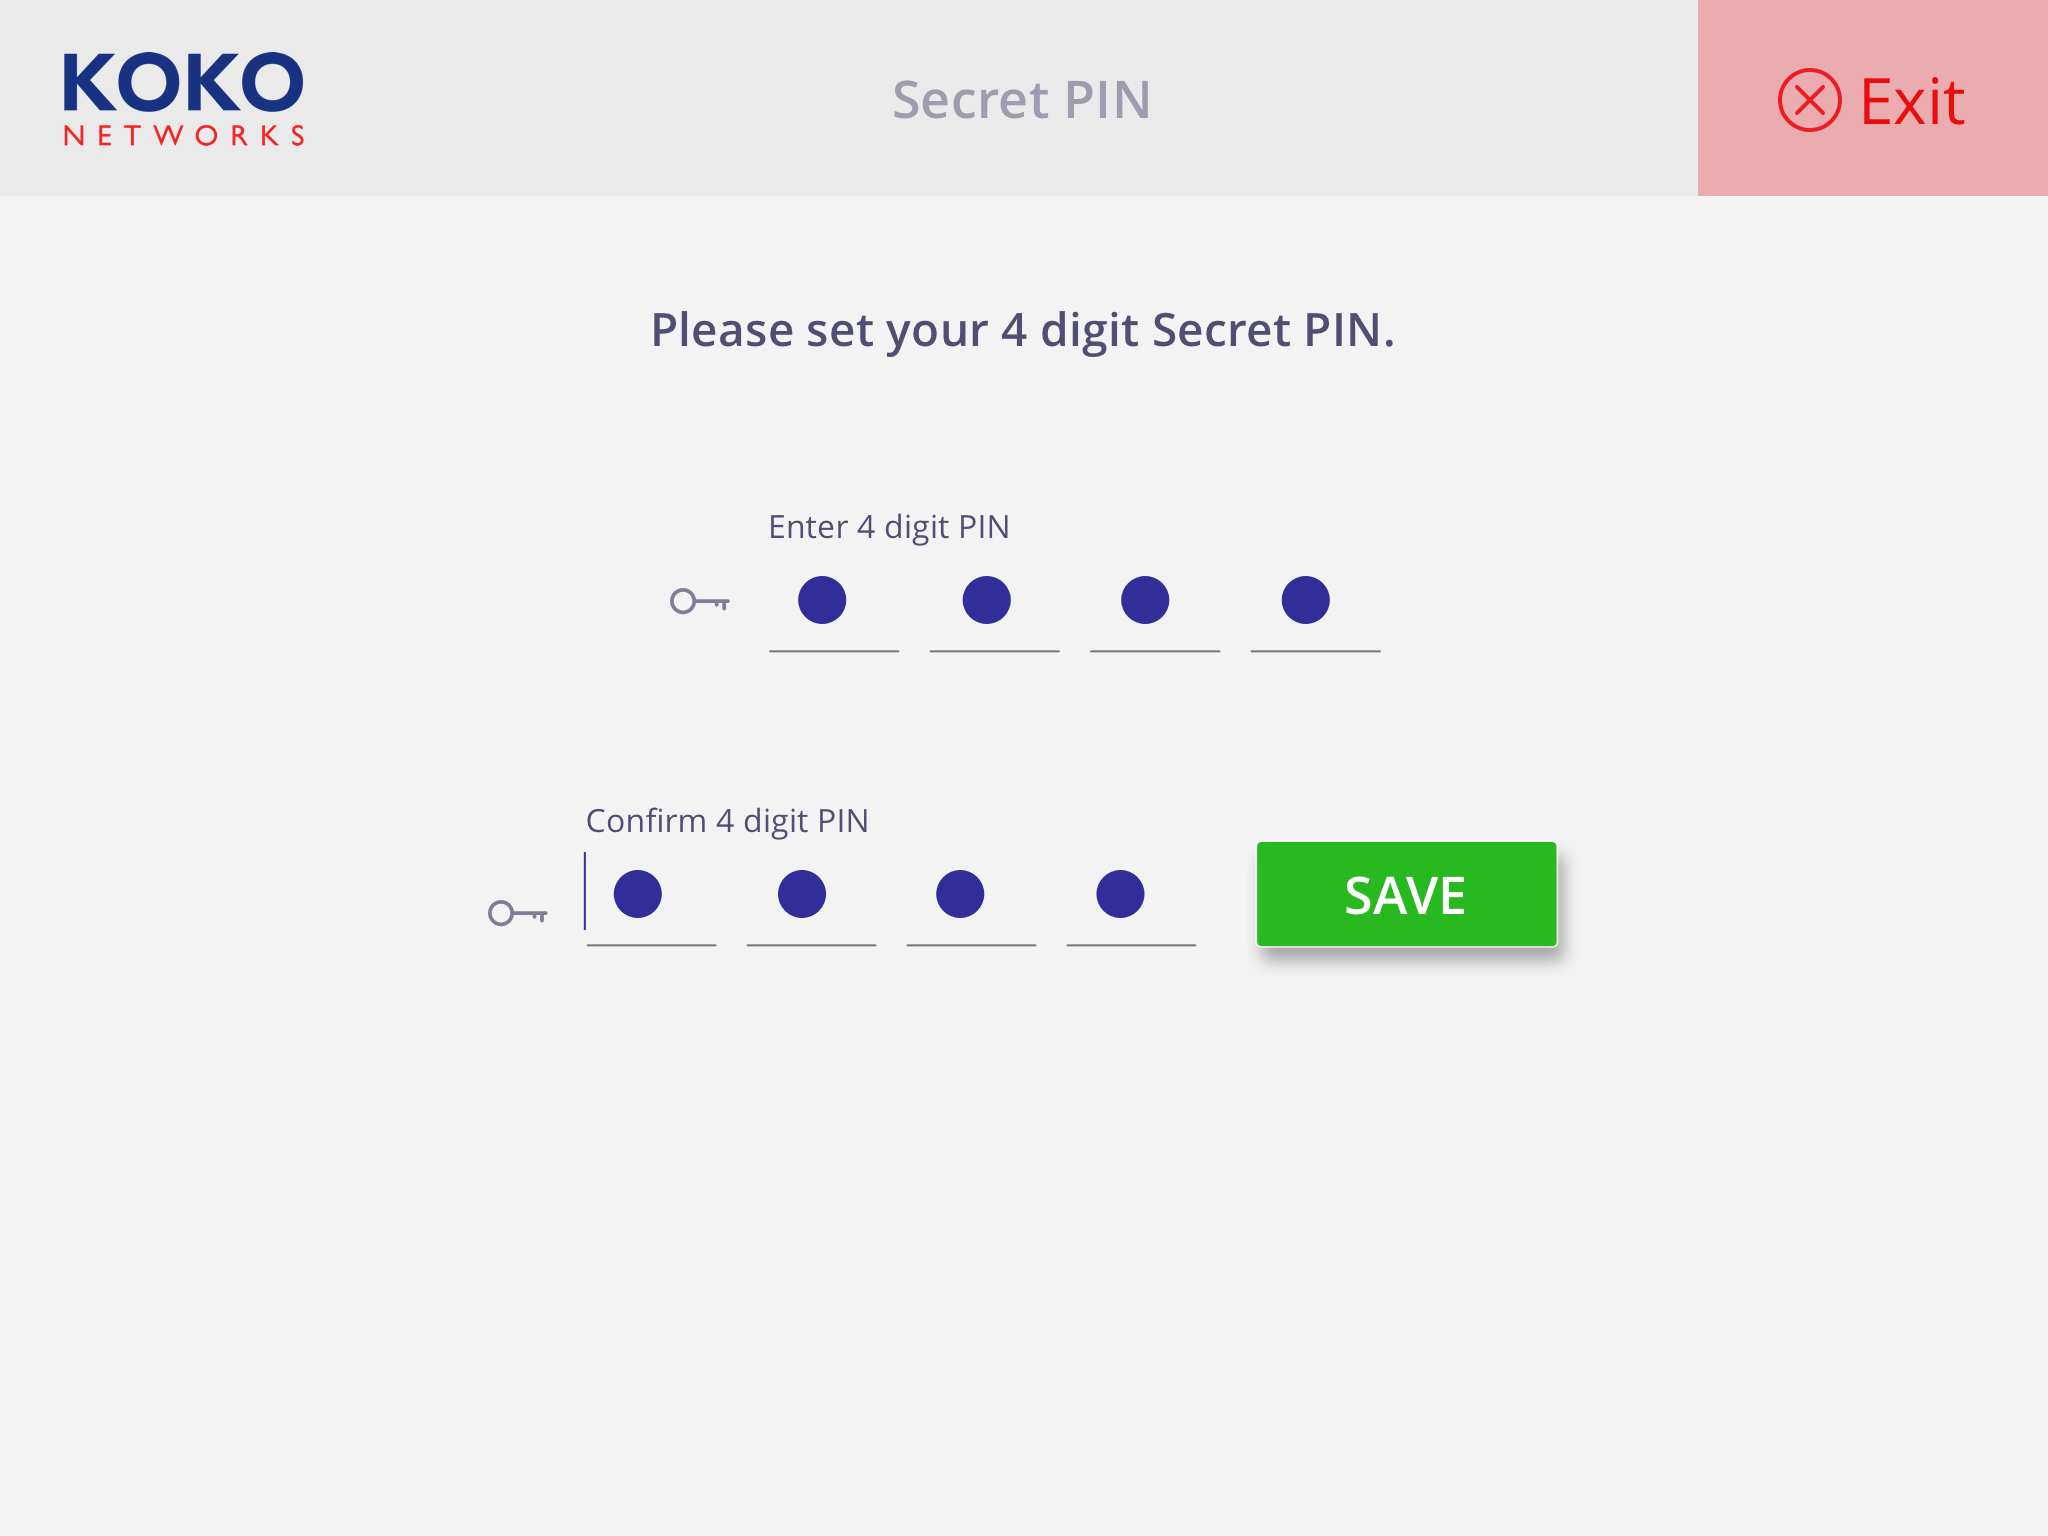 KOKO
NETWORKS
Secret PIN
Exit
Please set your 4 digit Secret PIN.
Enter 4 digit PIN
Confirm 4 digit PIN
SAVE